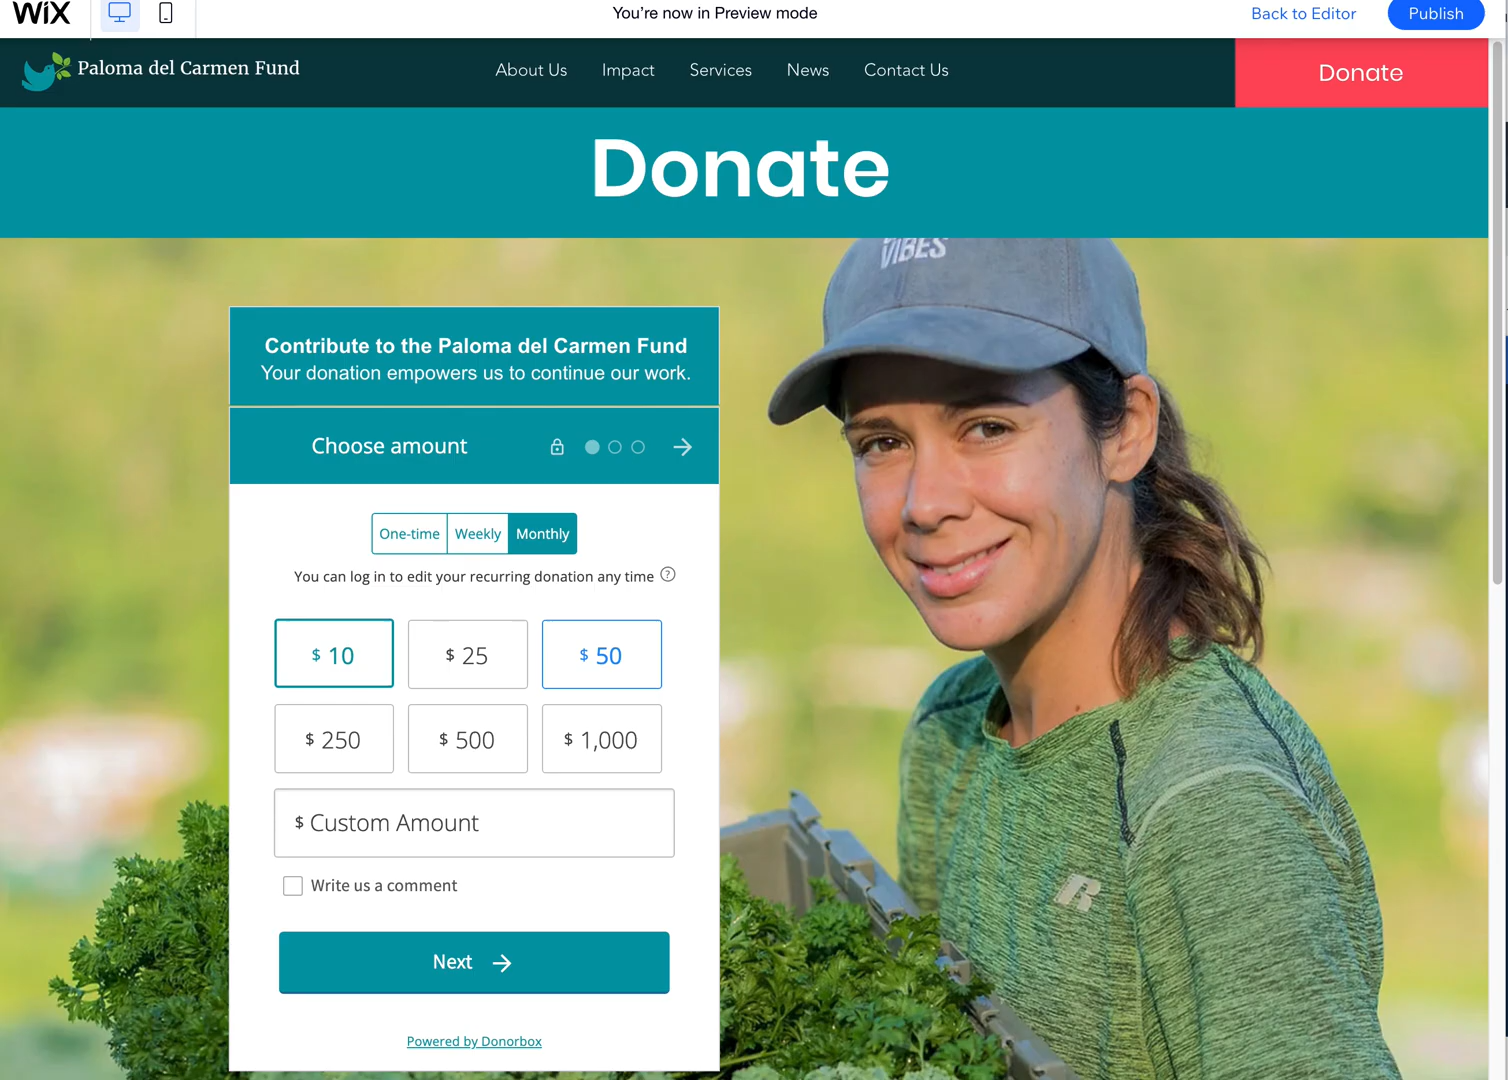 WIX
You're now in Preview mode
Back to Editor
Publish
Paloma del Carmen Fund
About Us
Impact
Services
News
Contact Us
Donate
Donate
VIBES
Contribute to the Paloma del Carmen Fund
Your donation empowers us to continue our work.
Choose amount
One-time
Weekly
Monthly
You can log in to edit your recurring donation any time ?
$ 10
$ 25
$ 50
$ 250
$ 500
$ 1,000
$ Custom Amount
Write us a comment
Next
Powered by Donorbox
R